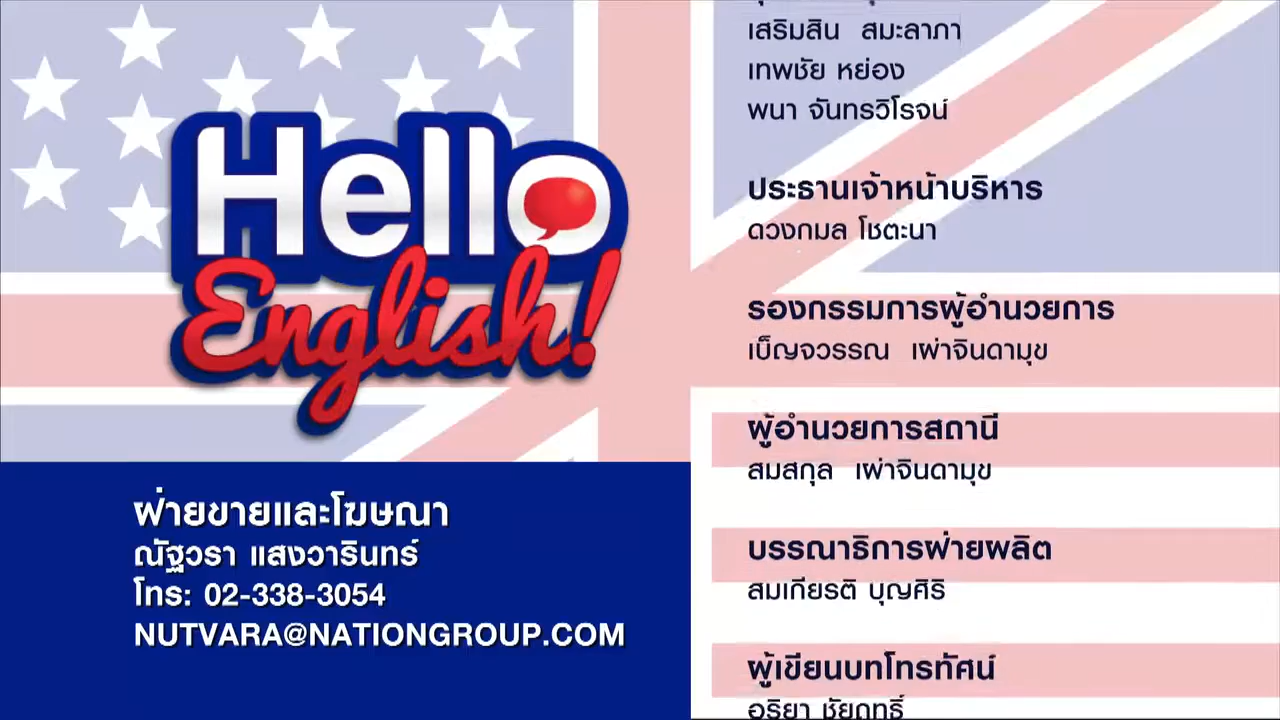 Hello
English!
ฝ่ายขายและโฆษณา
ณัฐวรา แสงวารินทร์
โทร: 02-338-3054
NUTVARA@NATIONGROUP.COM
เสริมสิน สมะลาภา
เทพชัย หย่อง
พนา จันทรวิโรจน์
ประธานเจ้าหน้าบริหาร
ดวงกมล โชตะนา
รองกรรมการผู้อำนวยการ
เบ็ญจวรรณ เผ่าจินดามุข
ผู้อำนวยการสถานี
สมสกุล เผ่าจินดามุข
บรรณาธิการฝ่ายผลิต
สมเกียรติ บุญศิริ
ผู้เขียนบทโทรทัศน์
อริยา ชัยฤทธิ์